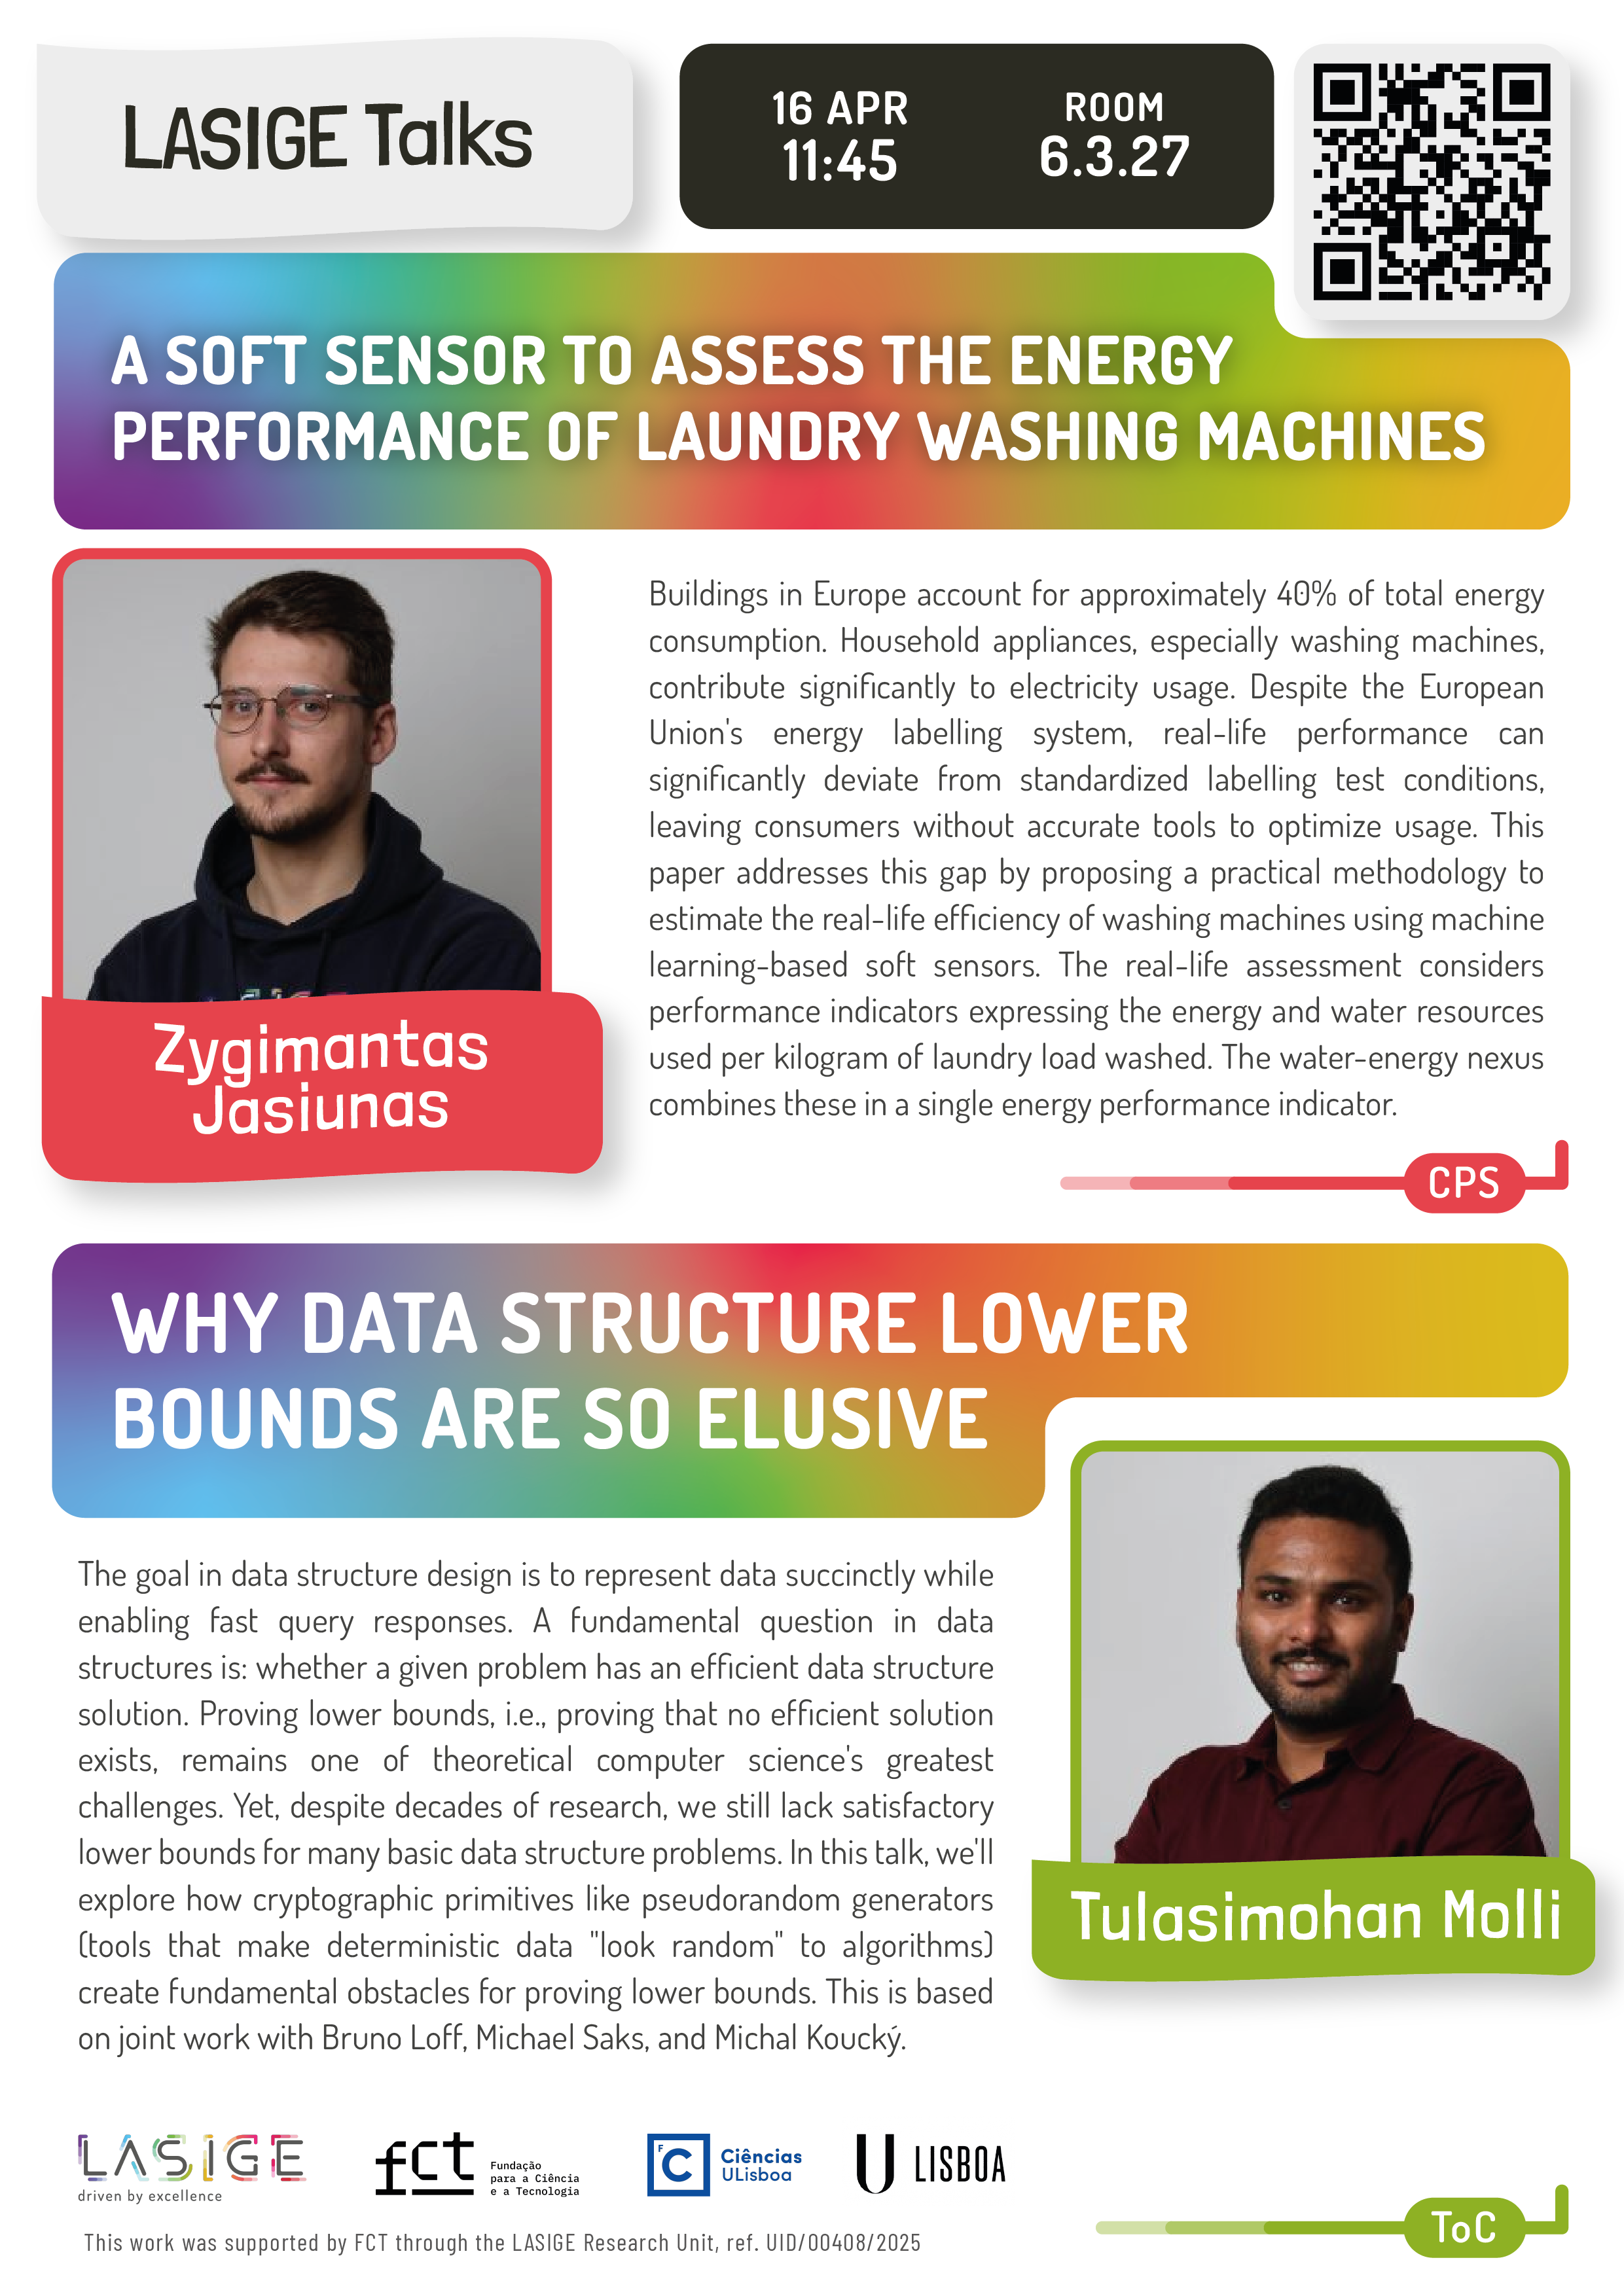 LASIGE Talks
16 APR
11:45
ROOM
6.3.27
A SOFT SENSOR TO ASSESS THE ENERGY
PERFORMANCE OF LAUNDRY WASHING MACHINES
Buildings in Europe account for approximately 40% of total energy
consumption. Household appliances, especially washing machines,
contribute significantly to electricity usage. Despite the European
Union's energy labelling system, real-life performance can
significantly deviate from standardized labelling test conditions,
leaving consumers without accurate tools to optimize usage. This
paper addresses this gap by proposing a practical methodology to
estimate the real-life efficiency of washing machines using machine
learning-based soft sensors. The real-life assessment considers
performance indicators expressing the energy and water resources
used per kilogram of laundry load washed. The water-energy nexus
combines these in a single energy performance indicator.
Zygimantas
Jasiunas
CPS
WHY DATA STRUCTURE LOWER
BOUNDS ARE SO ELUSIVE
The goal in data structure design is to represent data succinctly while
enabling fast query responses. A fundamental question in data
structures is: whether a given problem has an efficient data structure
solution. Proving lower bounds, i.e., proving that no efficient solution
exists, remains one of theoretical computer science's greatest
challenges. Yet, despite decades of research, we still lack satisfactory
lower bounds for many basic data structure problems. In this talk, we'll
explore how cryptographic primitives like pseudorandom generators
(tools that make deterministic data "look random" to algorithms)
create fundamental obstacles for proving lower bounds. This is based
on joint work with Bruno Loff, Michael Saks, and Michal Koucký.
Tulasimohan Molli
LASIGE
driven by excellence
fct
Fundação
para a Ciência
e a Tecnologia
F
C
Ciências
ULisboa
U LISBOA
ToC
This work was supported by FCT through the LASIGE Research Unit, ref. UID/00408/2025